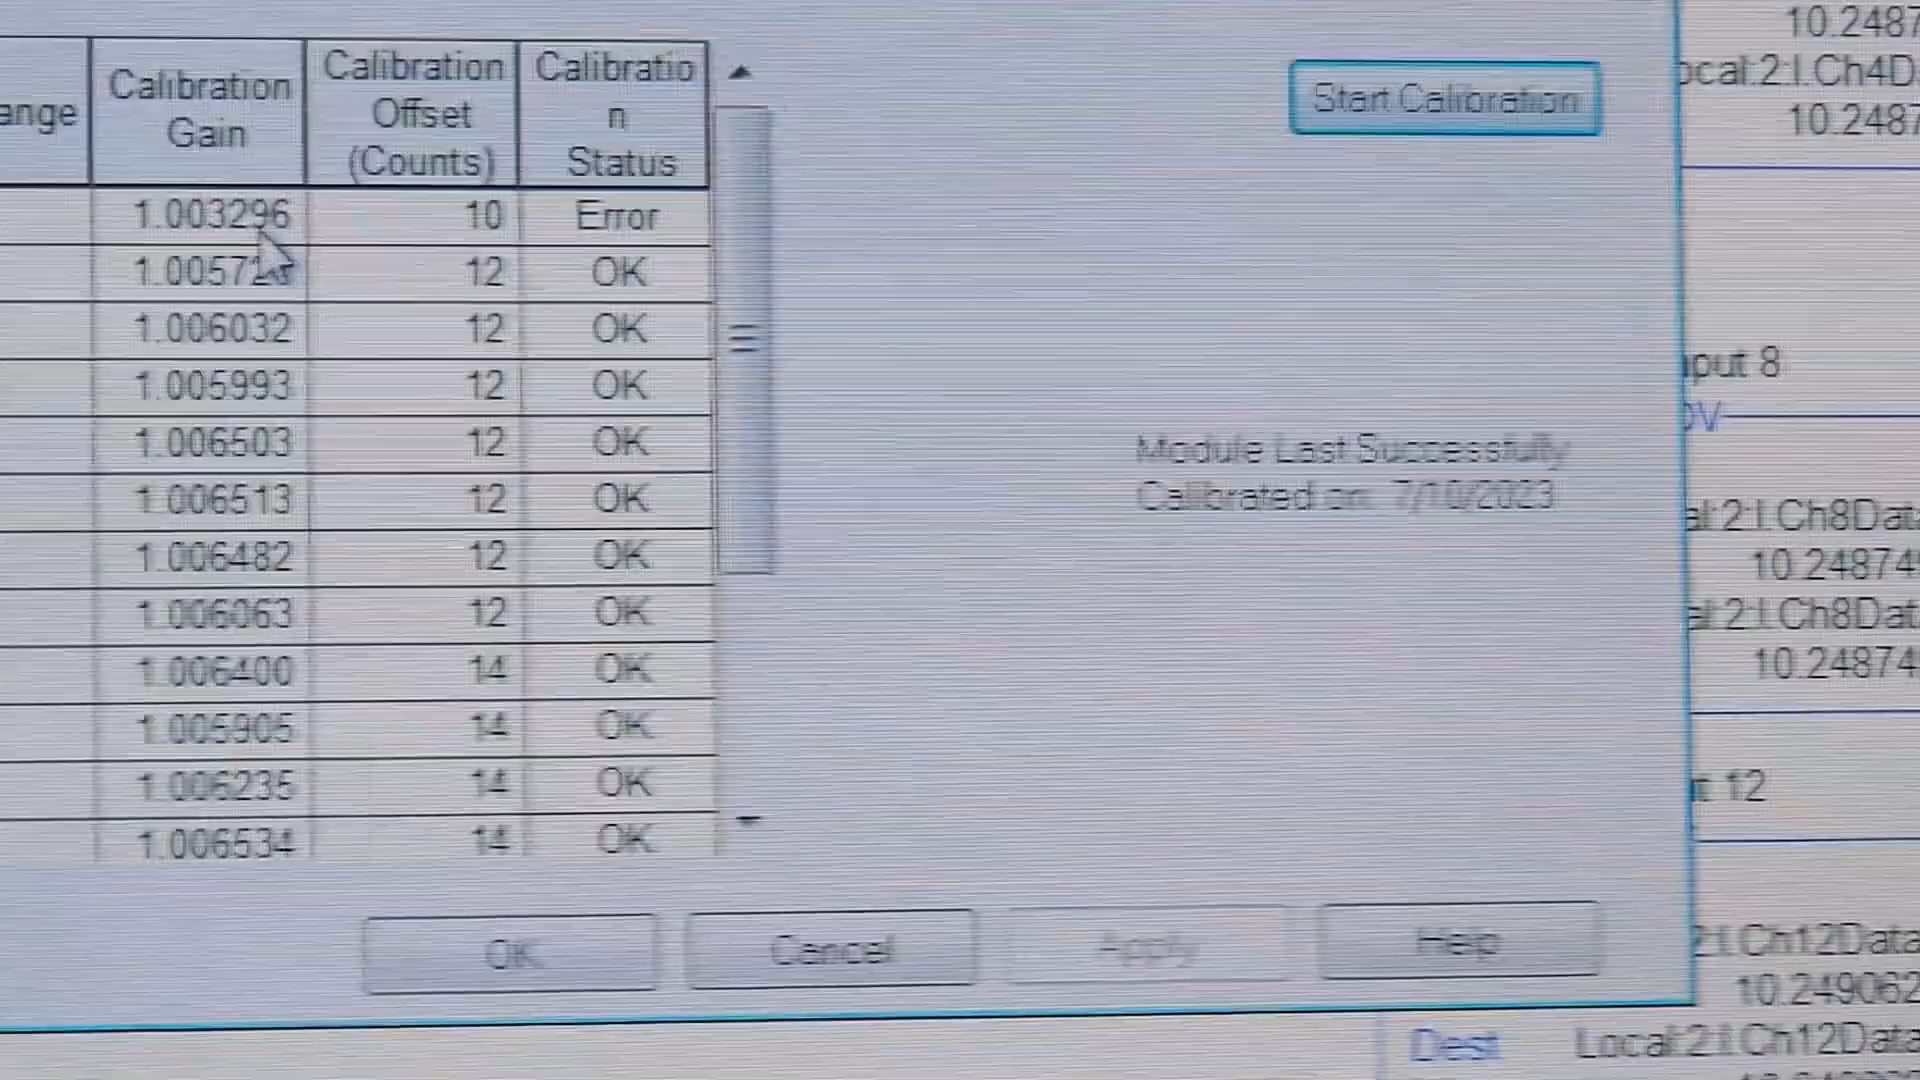 ange
Calibration
Gain
Calibration
Offset
(Counts)
Calibratio
n
Status
1.003296 10 Error
12 OK
1.006032 12 OK
1.005993 12 OK
1.006503 12 OK
1.006513 12 OK
1.006482 12 OK
1.006063 12 OK
1.006400 14 OK
1.005905 14 OK
1.006235 14 OK
1.006534 14 OK
Start Calibration
Module Last Successfully
Calibrated on: 7/10/2023
OK Cancel Apply Help
10.2487
ocal:2:I.Ch4D
10.2487
nput 8
0V
al:2:I.Ch8Data
10.24874
al:2:I.Ch8Dat
10.24874
t 12
2:I.Ch12Data
10.249062
Dest Local:2:I.Ch12Data